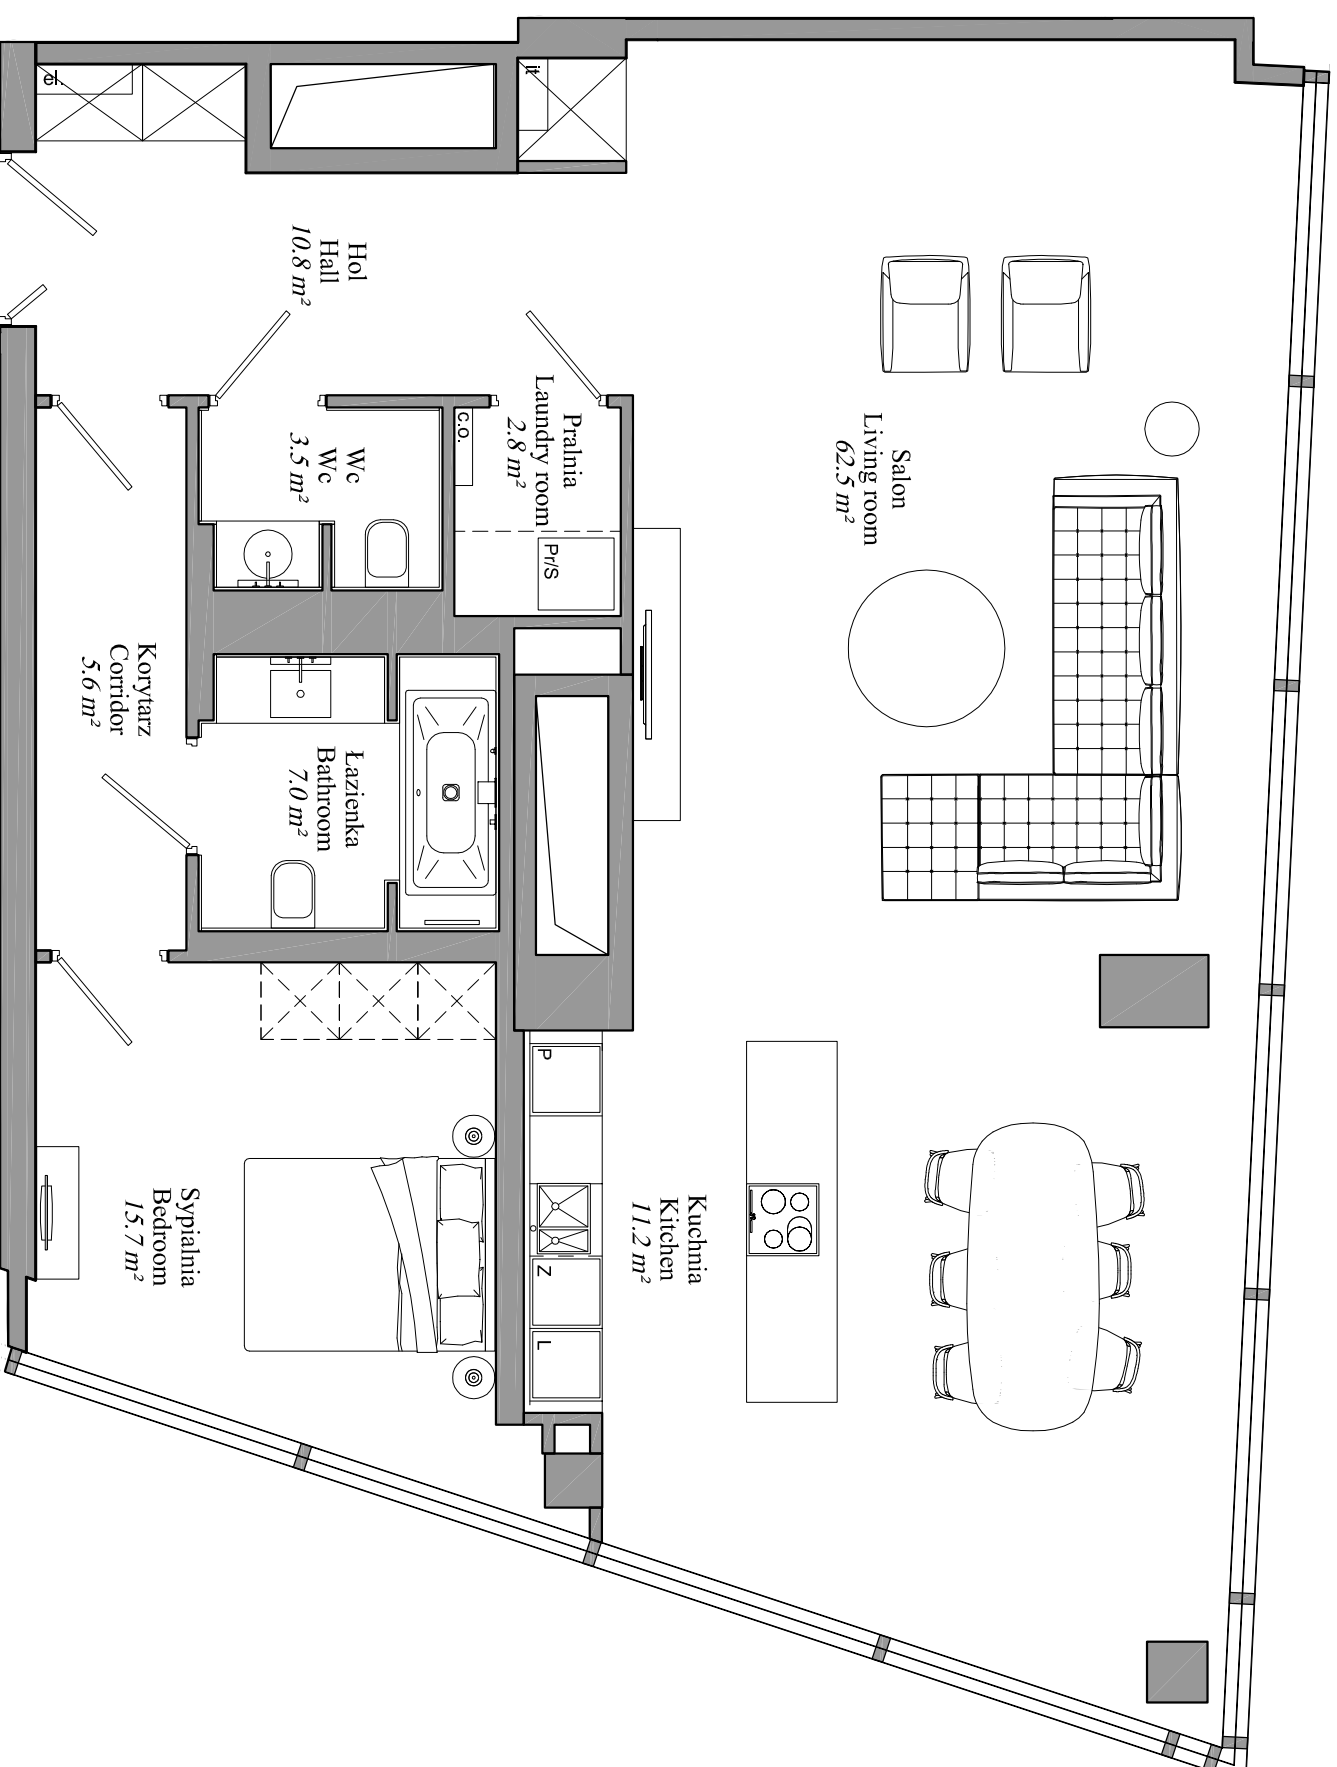 el.
it
Hol
Hall
10.8 m²
Pralnia
Laundry room
2.8 m²
c.o.
Wc
Wc
3.5 m²
Pr/S
Salon
Living room
62.5 m²
Korytarz
Corridor
5.6 m²
Łazienka
Bathroom
7.0 m²
P
Z
L
Kuchnia
Kitchen
11.2 m²
Sypialnia
Bedroom
15.7 m²